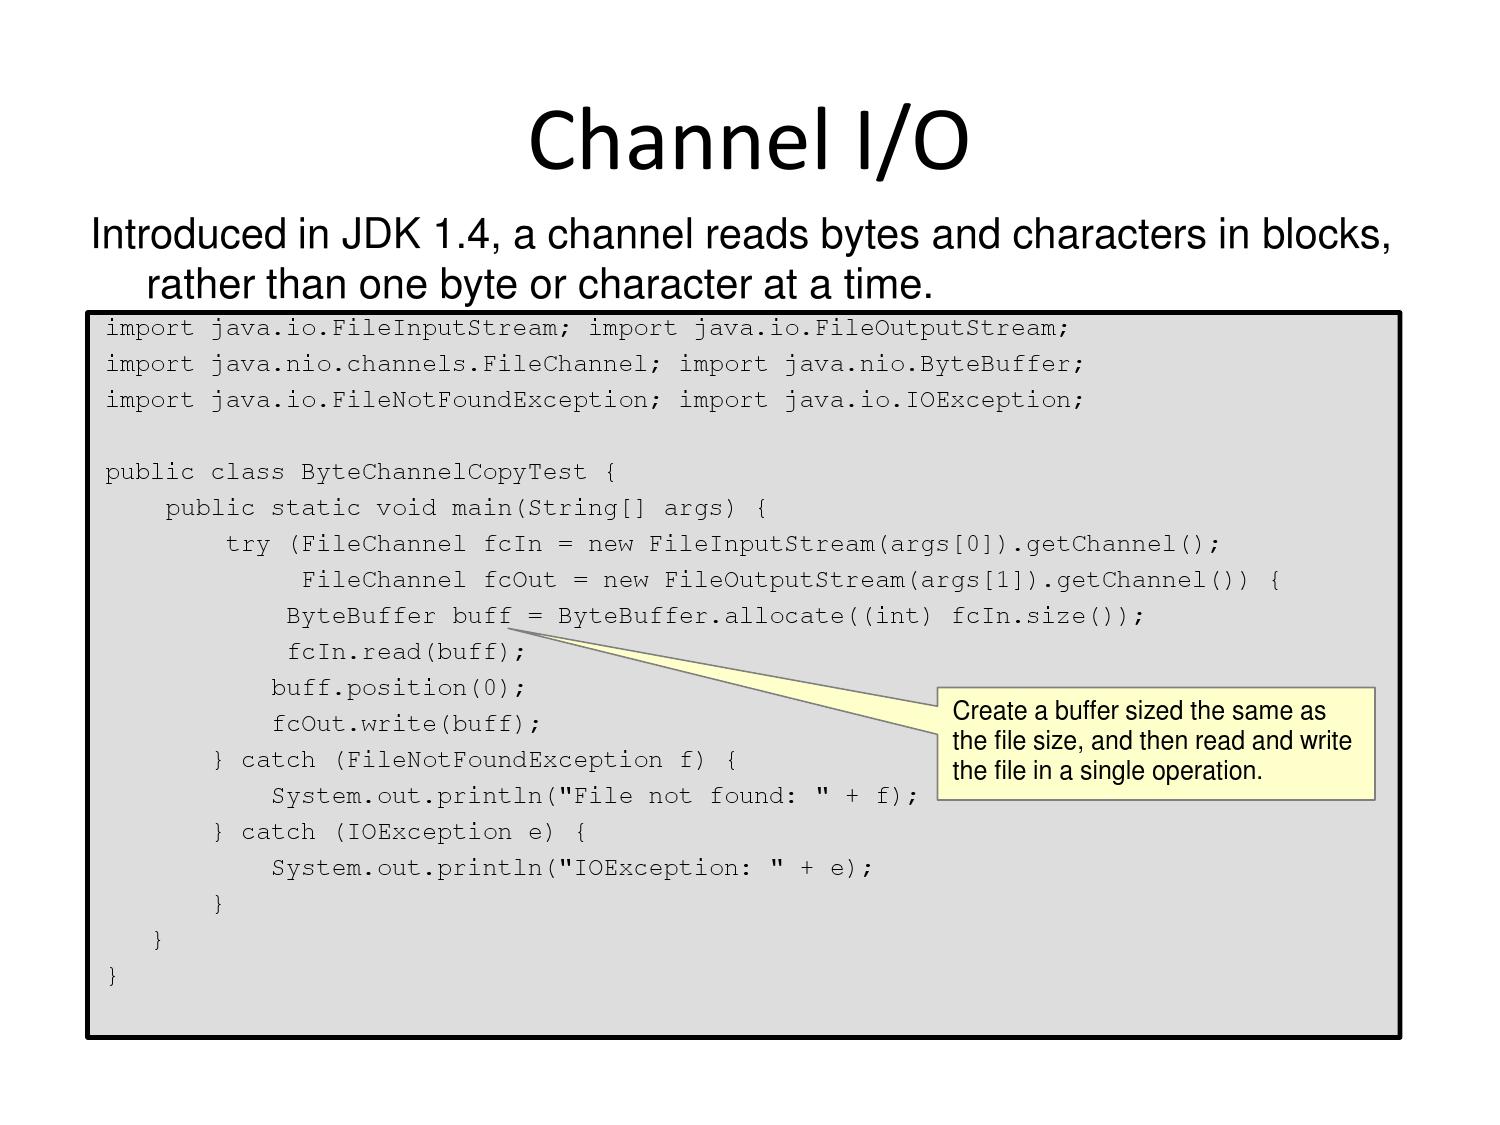 Channel I/O
Introduced in JDK 1.4, a channel reads bytes and characters in blocks,
rather than one byte or character at a time.
import java.io.FileInputStream; import java.io.FileOutputStream;
import java.nio.channels.FileChannel; import java.nio.ByteBuffer;
import java.io.FileNotFoundException; import java.io.IOException;

public class ByteChannelCopyTest {
    public static void main(String[] args) {
        try (FileChannel fcIn = new FileInputStream(args[0]).getChannel();
             FileChannel fcOut = new FileOutputStream(args[1]).getChannel()) {
            ByteBuffer buff = ByteBuffer.allocate((int) fcIn.size());
            fcIn.read(buff);
           buff.position(0);
           fcOut.write(buff);
       } catch (FileNotFoundException f) {
           System.out.println("File not found: " + f);
       } catch (IOException e) {
           System.out.println("IOException: " + e);
       }
   }
}
Create a buffer sized the same as
the file size, and then read and write
the file in a single operation.